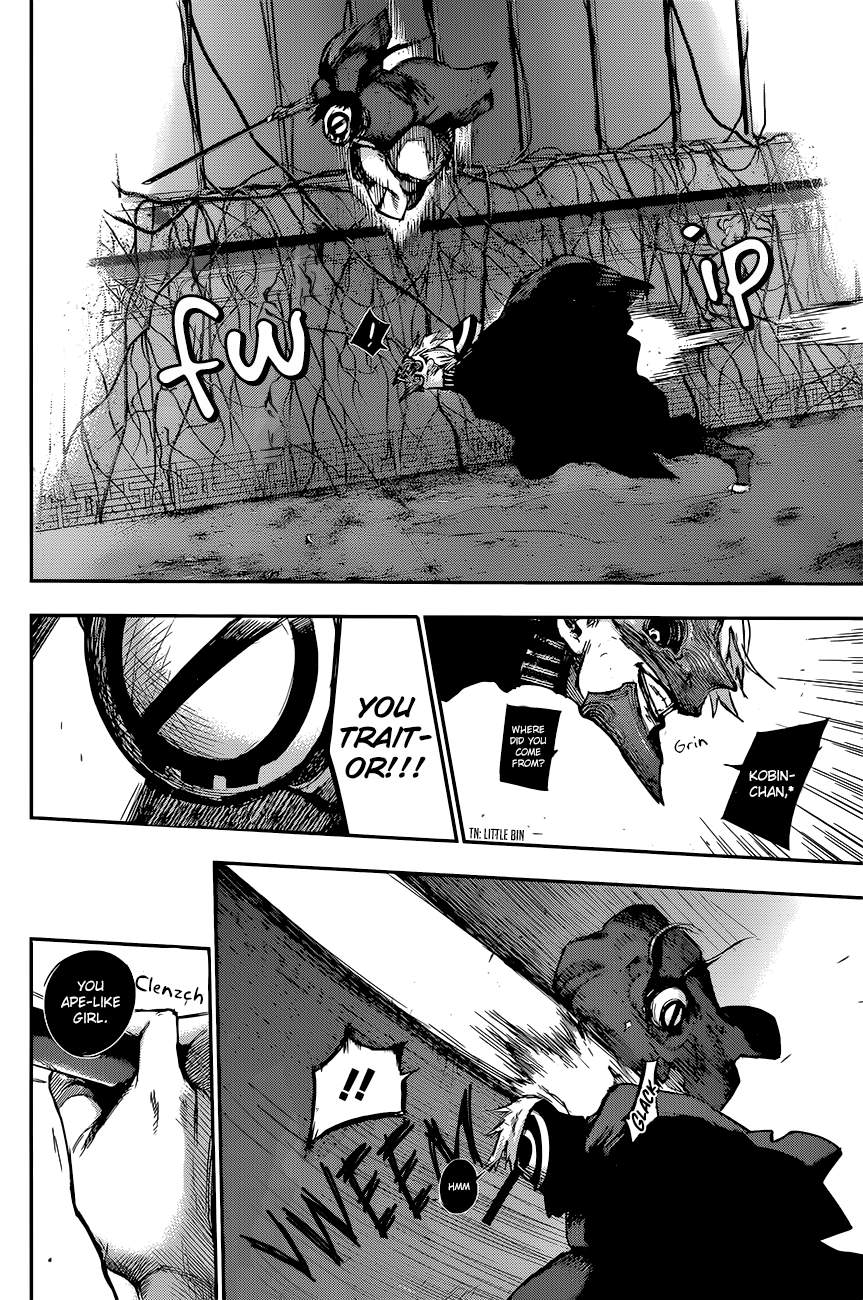 fw
ip
!
KOBIN-
CHAN,*
WHERE
DID YOU
COME
FROM?
Grin
TN: LITTLE BIN
YOU
TRAIT-
OR!!!
GLACK
!!
VWEEM
HMM
YOU
APE-LIKE
GIRL.
Clenzch